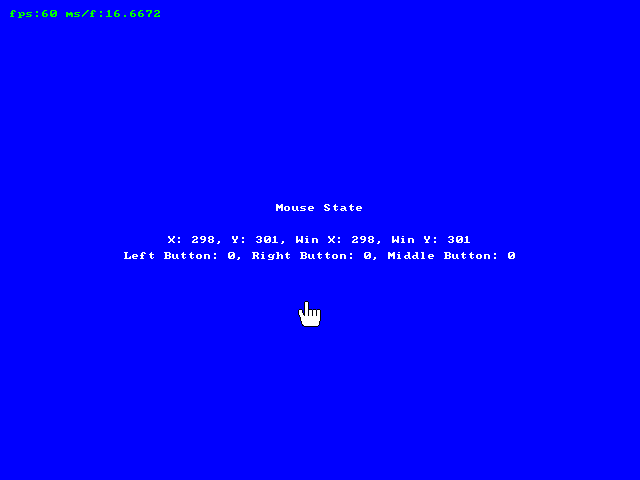 fps:60 ms/f:16.6672
Mouse State
X: 298, Y: 301, Win X: 298, Win Y: 301
Left Button: 0, Right Button: 0, Middle Button: 0